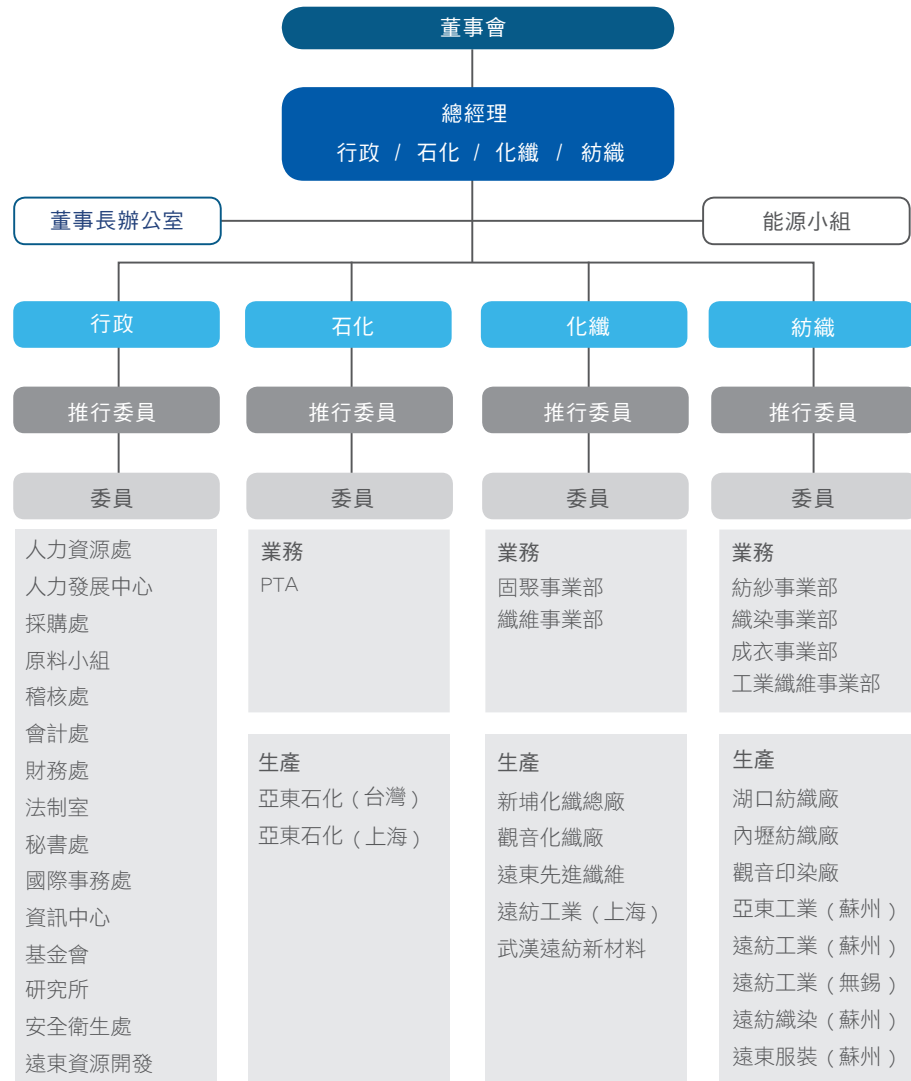 董事會
總經理
行政 / 石化 / 化纖 / 紡織
董事長辦公室
能源小組
行政
石化
化纖
紡織
推行委員
推行委員
推行委員
推行委員
委員
委員
委員
委員
人力資源處
人力發展中心
採購處
原料小組
稽核處
會計處
財務處
法制室
秘書處
國際事務處
資訊中心
基金會
研究所
安全衛生處
遠東資源開發
業務
PTA
生產
亞東石化（台灣）
亞東石化（上海）
業務
固聚事業部
纖維事業部
生產
新埔化纖總廠
觀音化纖廠
遠東先進纖維
遠紡工業（上海）
武漢遠紡新材料
業務
紡紗事業部
織染事業部
成衣事業部
工業纖維事業部
生產
湖口紡織廠
內壢紡織廠
觀音印染廠
亞東工業（蘇州）
遠紡工業（蘇州）
遠紡工業（無錫）
遠紡織染（蘇州）
遠東服裝（蘇州）